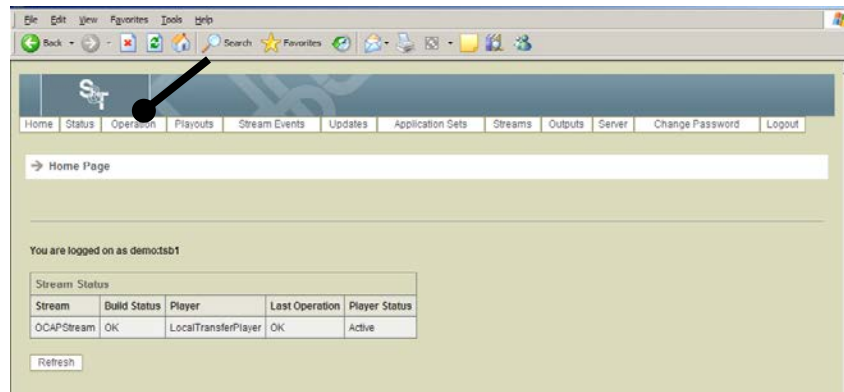 File Edit View Favorites Tools Help
Back Search Favorites
S&T
Home Status Operation Playouts Stream Events Updates Application Sets Streams Outputs Server Change Password Logout
→ Home Page
You are logged on as demo:tsb1
Stream Status
Stream Build Status Player Last Operation Player Status
OCAPStream OK LocalTransferPlayer OK Active
Refresh